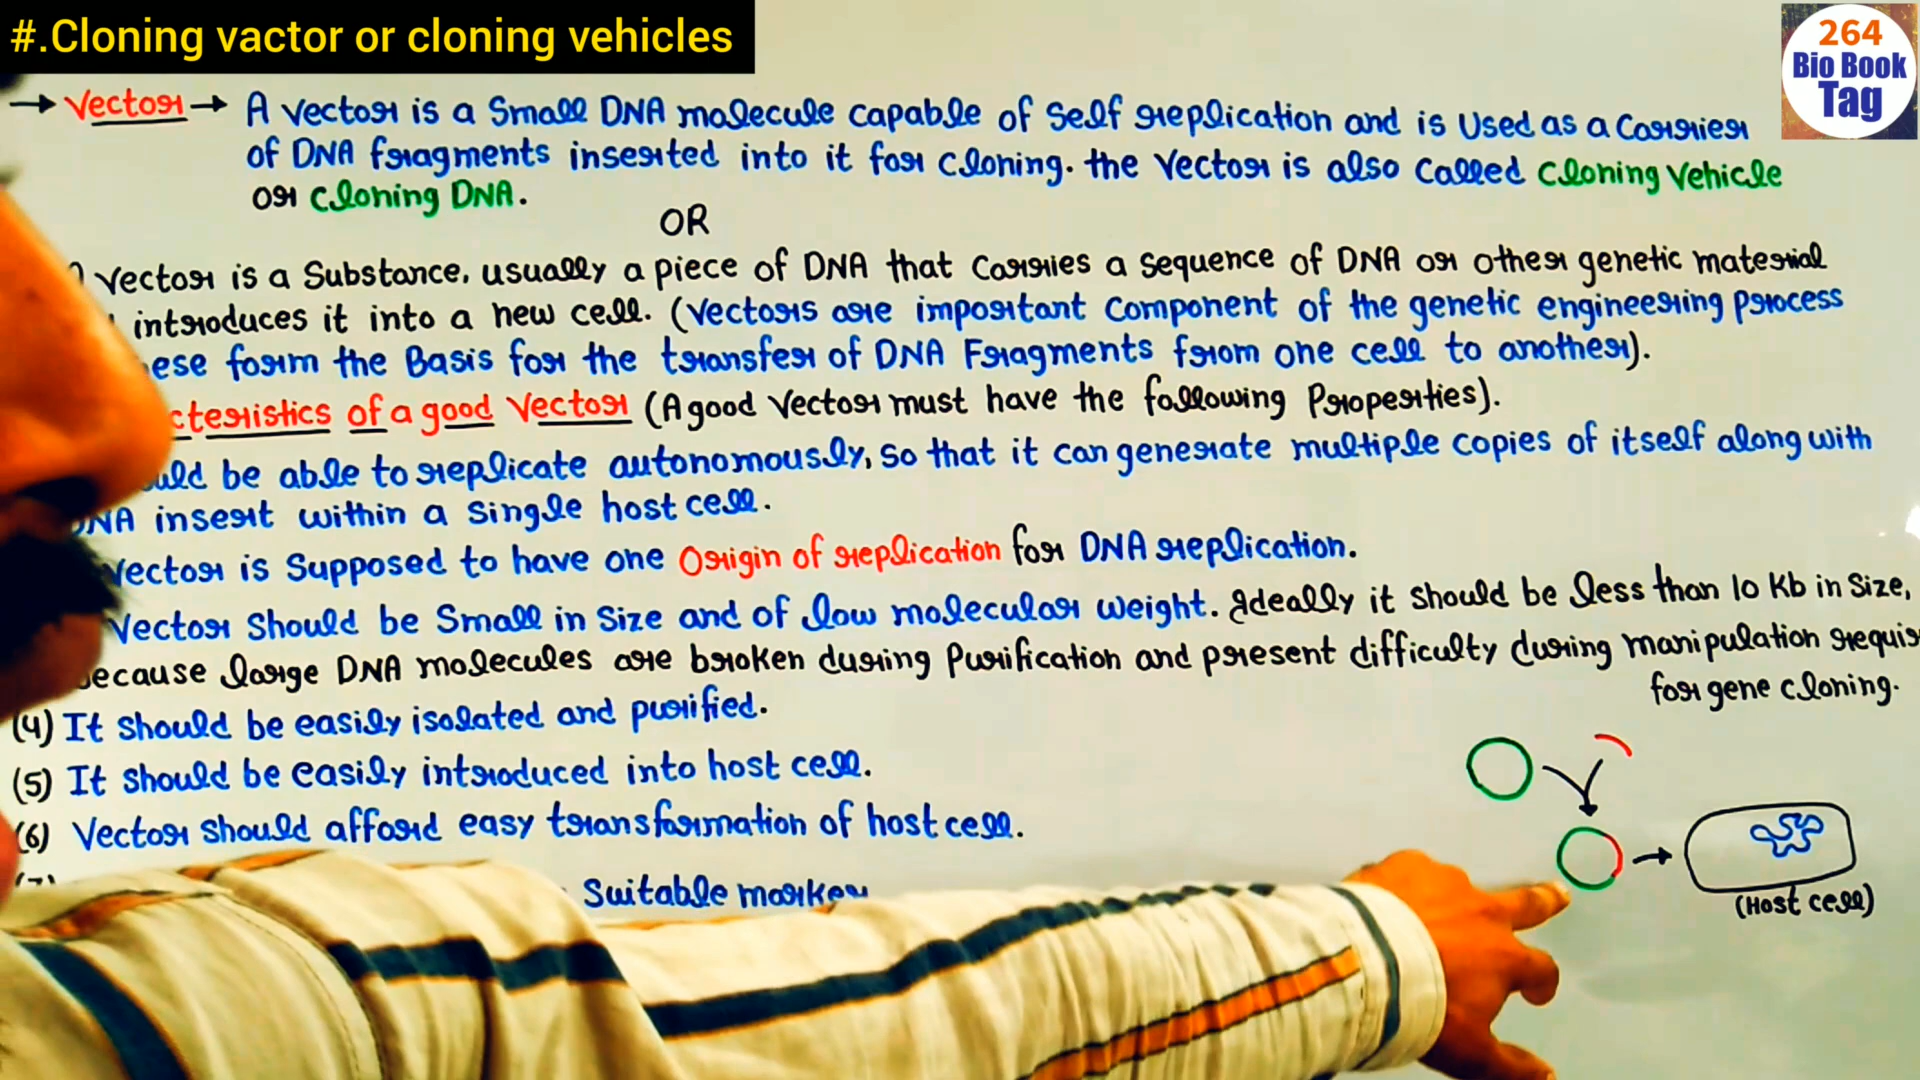 #.Cloning vactor or cloning vehicles
264
Bio Book
Tag
→ Vector → A vector is a Small DNA molecule capable of Self replication and is Used as a Carrier
of DNA fragments inserted into it for cloning. the Vector is also Called Cloning Vehicle
or cloning DNA.
OR
Vector is a Substance, usually a piece of DNA that Carries a Sequence of DNA or other genetic material
introduces it into a new cell. (Vectors are important Component of the genetic engineering process
ese form the Basis for the transfer of DNA Fragments from one cell to another).
cteristics of a good Vector (A good Vector must have the following Properties).
uld be able to replicate autonomously, so that it can generate multiple copies of itself along with
DNA insert within a single host cell.
Vector is Supposed to have one Origin of replication for DNA replication.
Vector Should be Small in Size and of low molecular weight. Ideally it should be less than 10 Kb in Size,
because large DNA molecules are broken during Purification and present difficulty during manipulation requir
for gene cloning.
(4) It Should be easily isolated and purified.
(5) It Should be easily introduced into host cell.
(6) Vector Should afford easy transformation of host cell.
Suitable marker
(Host cell)